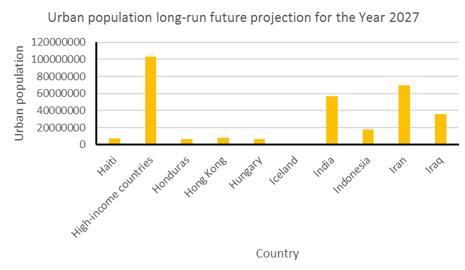 Urban population long-run future projection for the Year 2027
Urban population
120000000
100000000
80000000
60000000
40000000
20000000
0
Haiti
High-income countries
Honduras
Hong Kong
Hungary
Iceland
India
Indonesia
Iran
Iraq
Country